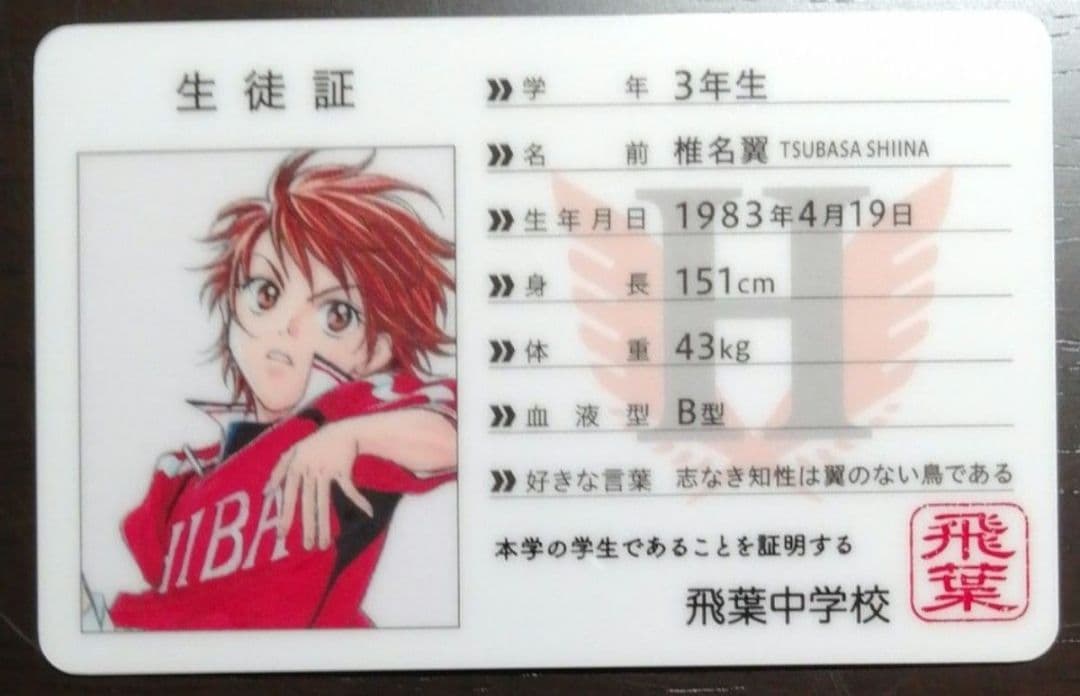 生徒証
学年 3年生
名前 椎名翼 TSUBASA SHIINA
生年月日 1983年4月19日
身長 151cm
体重 43kg
血液型 B型
好きな言葉 志なき知性は翼のない鳥である
H
HIBA
本学の学生であることを証明する
飛葉中学校
飛葉